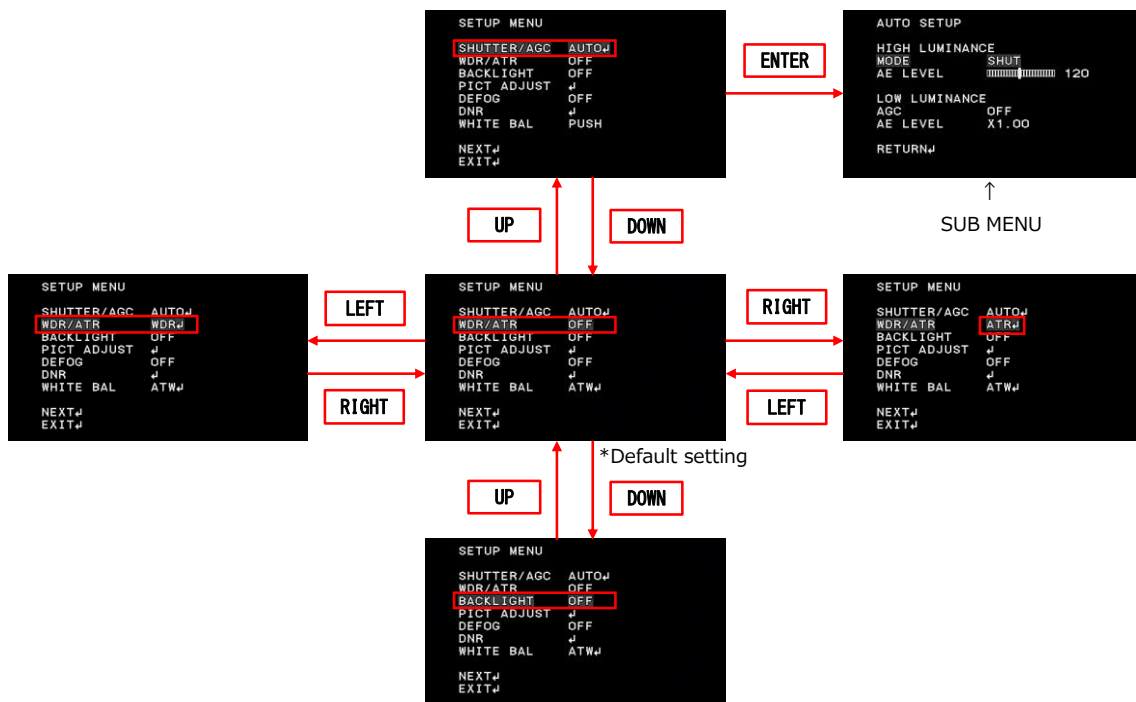 SETUP MENU
SHUTTER/AGC AUTO↲
WDR/ATR OFF
BACKLIGHT OFF
PICT ADJUST ↲
DEFOG OFF
DNR ↲
WHITE BAL PUSH
NEXT↲
EXIT↲
ENTER
AUTO SETUP
HIGH LUMINANCE
MODE SHUT
AE LEVEL 120
LOW LUMINANCE
AGC OFF
AE LEVEL X1.00
RETURN↲
↑
SUB MENU
UP
DOWN
SETUP MENU
SHUTTER/AGC AUTO↲
WDR/ATR WDR↲
BACKLIGHT OFF
PICT ADJUST ↲
DEFOG OFF
DNR ↲
WHITE BAL ATW↲
NEXT↲
EXIT↲
LEFT
RIGHT
SETUP MENU
SHUTTER/AGC AUTO↲
WDR/ATR OFF
BACKLIGHT OFF
PICT ADJUST ↲
DEFOG OFF
DNR ↲
WHITE BAL ATW↲
NEXT↲
EXIT↲
*Default setting
RIGHT
LEFT
SETUP MENU
SHUTTER/AGC AUTO↲
WDR/ATR ATR↲
BACKLIGHT OFF
PICT ADJUST ↲
DEFOG OFF
DNR ↲
WHITE BAL ATW↲
NEXT↲
EXIT↲
UP
DOWN
SETUP MENU
SHUTTER/AGC AUTO↲
WDR/ATR OFF
BACKLIGHT OFF
PICT ADJUST ↲
DEFOG OFF
DNR ↲
WHITE BAL ATW↲
NEXT↲
EXIT↲